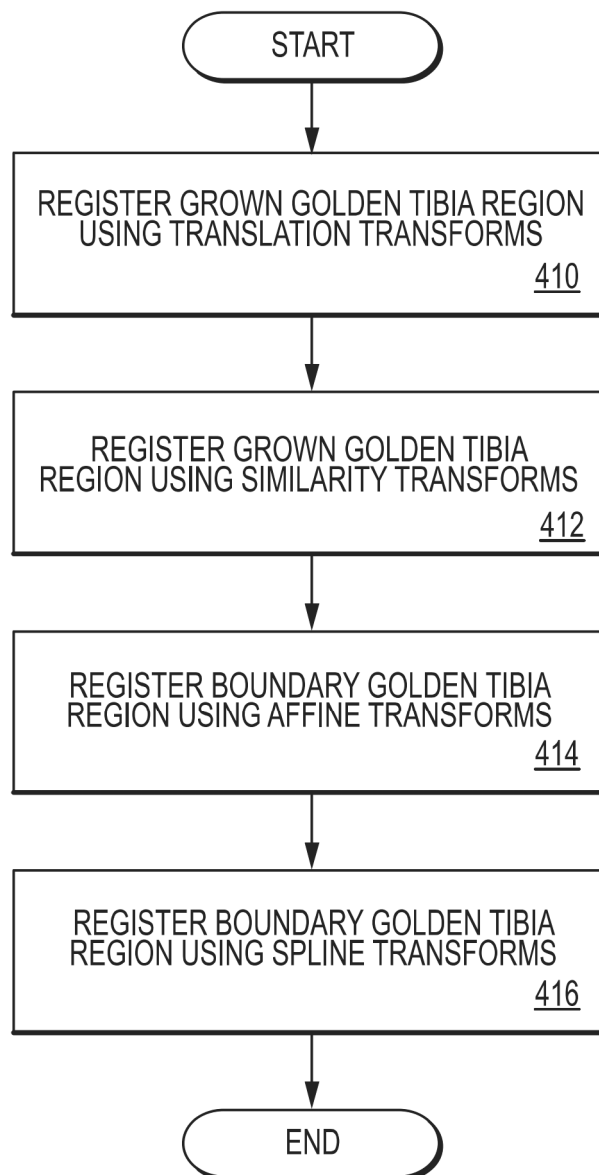 START
REGISTER GROWN GOLDEN TIBIA REGION
USING TRANSLATION TRANSFORMS
410
REGISTER GROWN GOLDEN TIBIA
REGION USING SIMILARITY TRANSFORMS
412
REGISTER BOUNDARY GOLDEN TIBIA
REGION USING AFFINE TRANSFORMS
414
REGISTER BOUNDARY GOLDEN TIBIA
REGION USING SPLINE TRANSFORMS
416
END